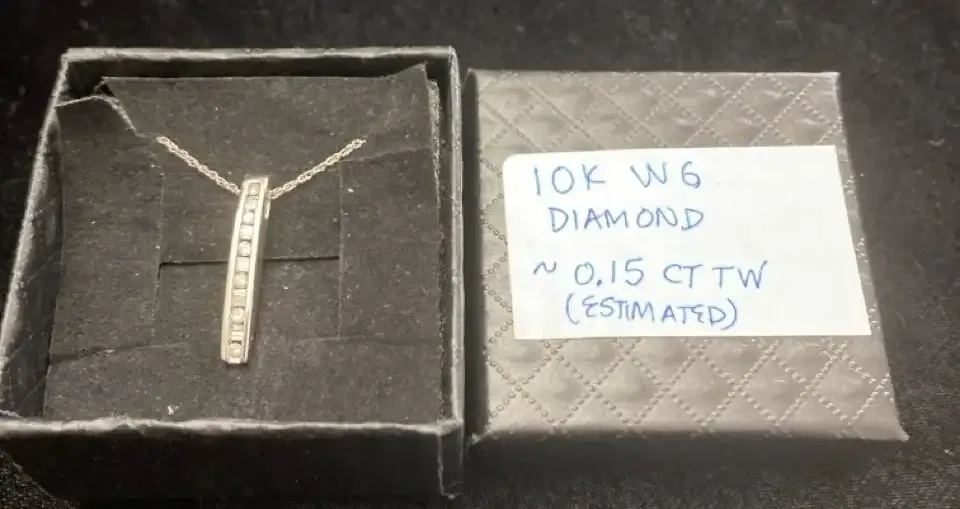 10K WG
DIAMOND
~ 0.15 CT TW
(ESTIMATED)